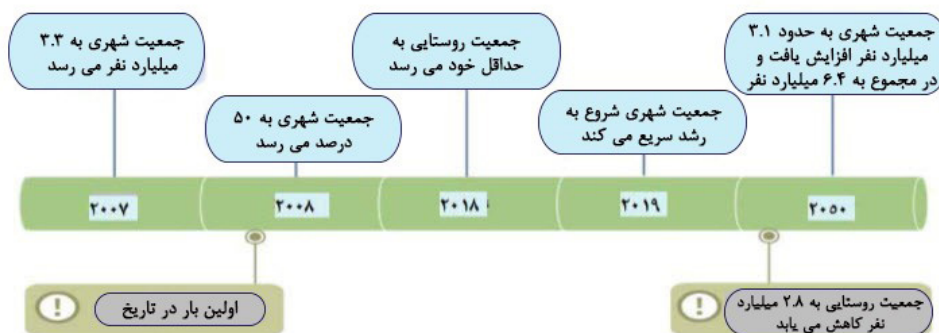 جمعیت شهری به ۳.۳
میلیارد نفر می رسد
جمعیت شهری به ۵۰
درصد می رسد
جمعیت روستایی به
حداقل خود می رسد
جمعیت شهری شروع به
رشد سریع می کند
جمعیت شهری به حدود ۳.۱
میلیارد نفر افزایش یافت و
در مجموع به ۶.۴ میلیارد نفر
۲۰۰۷
۲۰۰۸
۲۰۱۸
۲۰۱۹
۲۰۵۰
اولین بار در تاریخ
جمعیت روستایی به ۲.۸ میلیارد
نفر کاهش می یابد